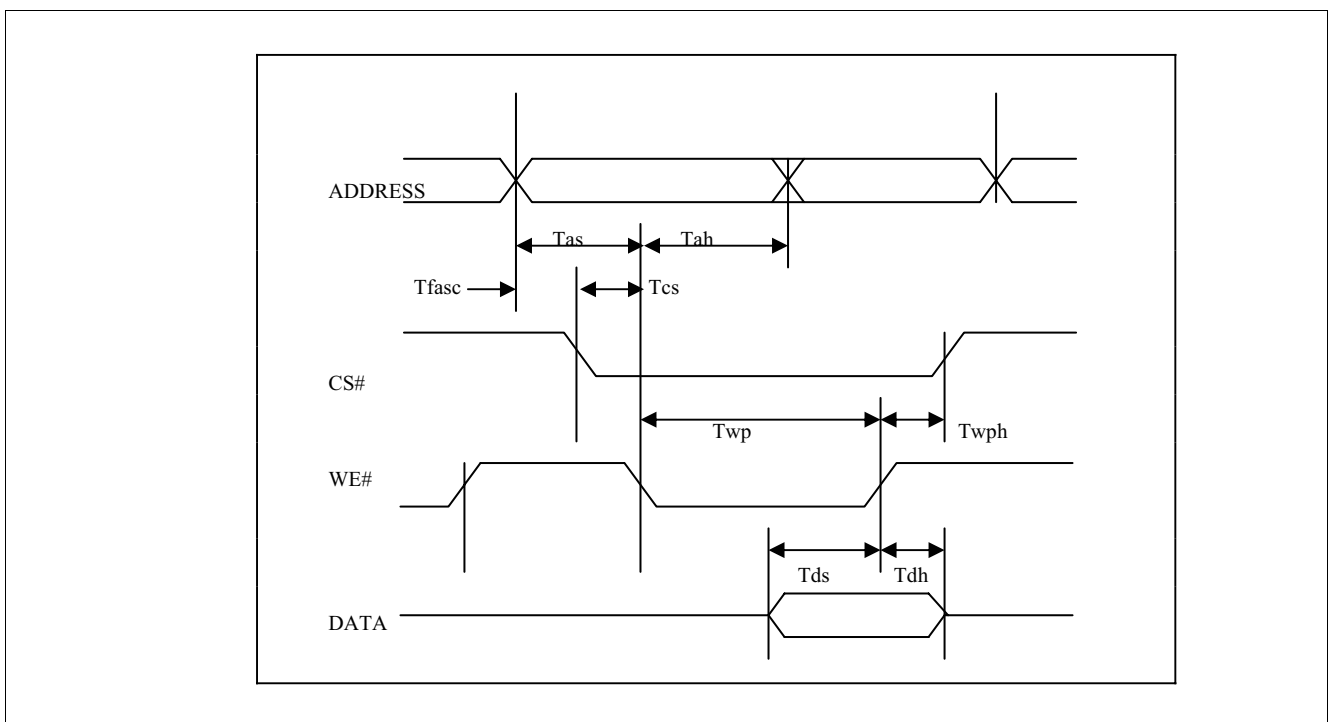 ADDRESS
Tas Tah
Tfasc Tcs
CS#
Twp Twph
WE#
Tds Tdh
DATA